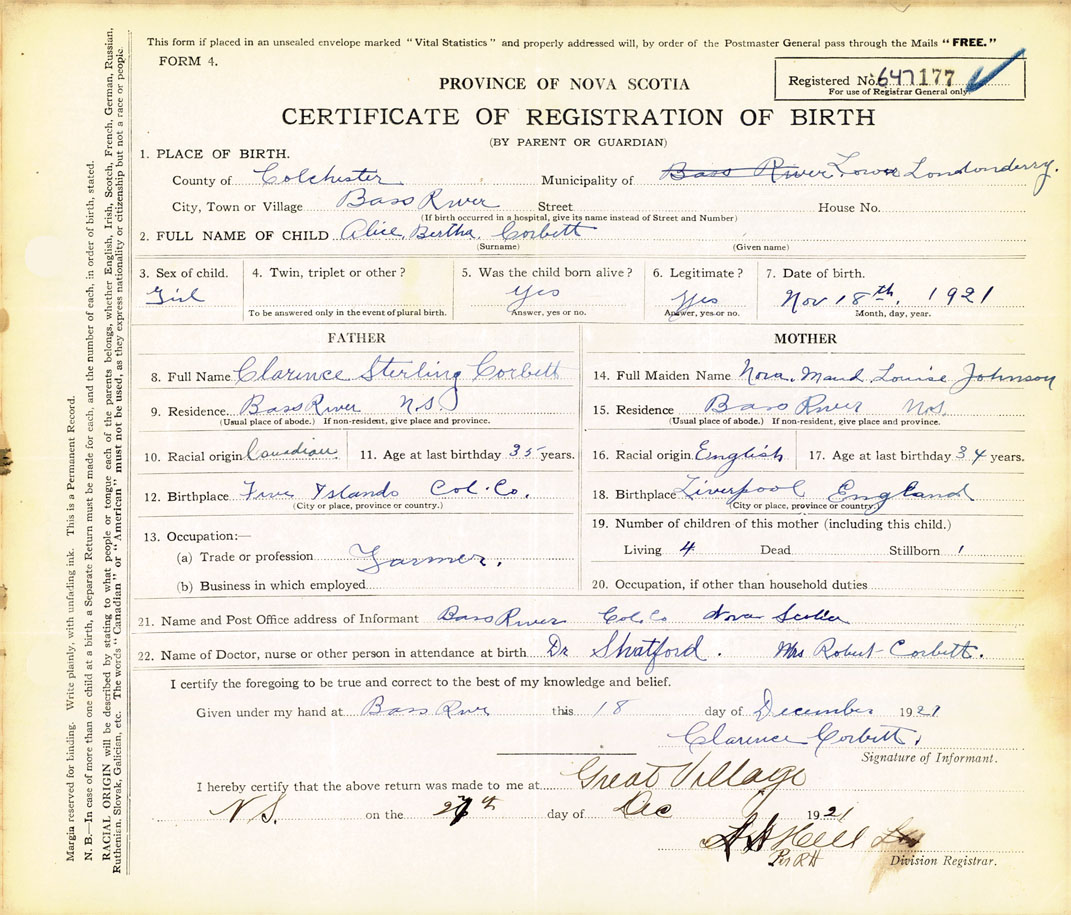 This form if placed in an unsealed envelope marked "Vital Statistics" and properly addressed will, by order of the Postmaster General pass through the Mails "FREE."
FORM 4.
Registered No. 647177
For use of Registrar General only.
PROVINCE OF NOVA SCOTIA
CERTIFICATE OF REGISTRATION OF BIRTH
(BY PARENT OR GUARDIAN)
1. PLACE OF BIRTH.
County of Colchester Municipality of Bass River Lower Londonderry.
City, Town or Village Bass River Street House No.
(If birth occurred in a hospital, give its name instead of Street and Number)
2. FULL NAME OF CHILD Alice Bertha Corbett
(Surname) (Given name)
3. Sex of child. 4. Twin, triplet or other? 5. Was the child born alive? 6. Legitimate? 7. Date of birth.
Girl Yes Yes Nov 18th, 1921
To be answered only in the event of plural birth. Answer, yes or no. Answer, yes or no. Month, day, year.
FATHER MOTHER
8. Full Name Clarence Sterling Corbett 14. Full Maiden Name Nora Maud Louise Johnson
9. Residence Bass River N.S. 15. Residence Bass River N.S.
(Usual place of abode.) If non-resident, give place and province. (Usual place of abode.) If non-resident, give place and province.
10. Racial origin Canadian 11. Age at last birthday 35 years. 16. Racial origin English 17. Age at last birthday 34 years.
12. Birthplace Five Islands Col. Co. 18. Birthplace Liverpool England
(City or place, province or country.) (City or place, province or country.)
13. Occupation:— 19. Number of children of this mother (including this child.)
(a) Trade or profession Farmer. Living 4 Dead Stillborn 1
(b) Business in which employed 20. Occupation, if other than household duties
21. Name and Post Office address of Informant Bass River Col. Co Nova Scotia
22. Name of Doctor, nurse or other person in attendance at birth Dr Shatford. Mrs Robert Corbett.
I certify the foregoing to be true and correct to the best of my knowledge and belief.
Given under my hand at Bass River this 18 day of December 1921
Clarence Corbett.
Signature of Informant.
I hereby certify that the above return was made to me at Great Village
N.S. on the 27th day of Dec 1921
Hill
Per RH
Division Registrar.
Margin reserved for binding. Write plainly, with unfading ink. This is a Permanent Record.
N. B.—In case of more than one child at a birth, a Separate Return must be made for each, and the number of each, in order of birth, stated.
RACIAL ORIGIN will be described by stating to what people or tongue each of the parents belongs, whether English, Irish, Scotch, French, German, Russian,
Ruthenian, Slovak, Galician, etc. The words "Canadian" or "American" must not be used, as they express nationality or citizenship but not a race or people.